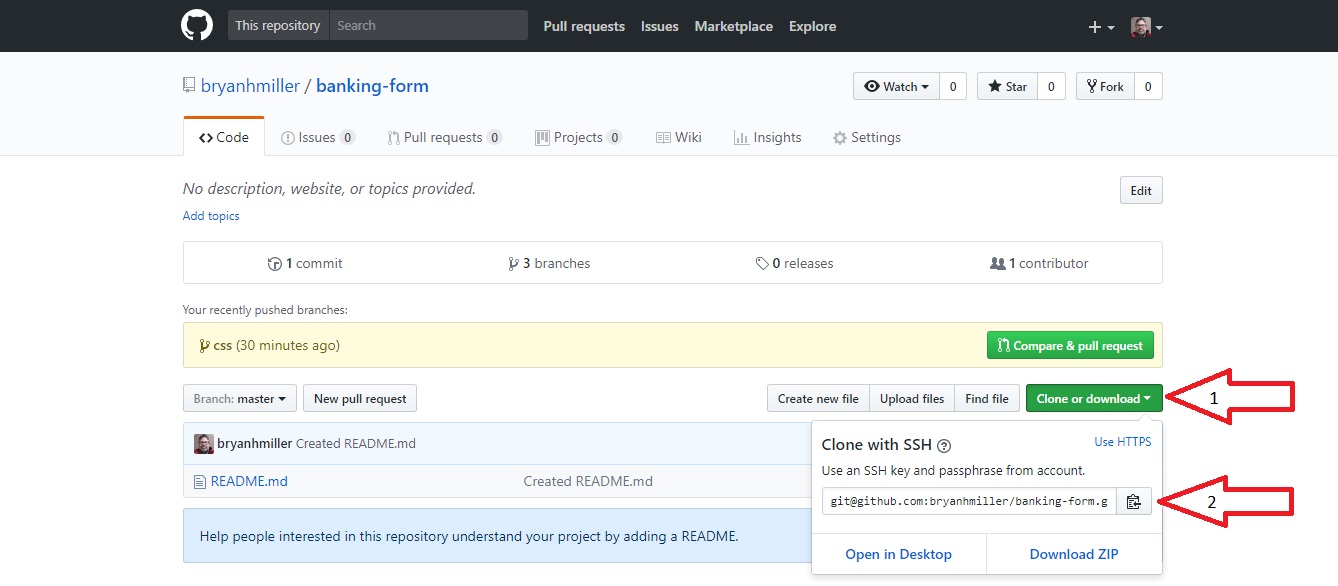 This repository Search Pull requests Issues Marketplace Explore
bryanhmiller / banking-form
Watch 0 Star 0 Fork 0
Code Issues 0 Pull requests 0 Projects 0 Wiki Insights Settings
No description, website, or topics provided. Edit
Add topics
1 commit 3 branches 0 releases 1 contributor
Your recently pushed branches:
css (30 minutes ago) Compare & pull request
Branch: master New pull request Create new file Upload files Find file Clone or download 1
bryanhmiller Created README.md
README.md Created README.md
Help people interested in this repository understand your project by adding a README.
Clone with SSH ? Use HTTPS
Use an SSH key and passphrase from account.
git@github.com:bryanhmiller/banking-form.g 2
Open in Desktop Download ZIP